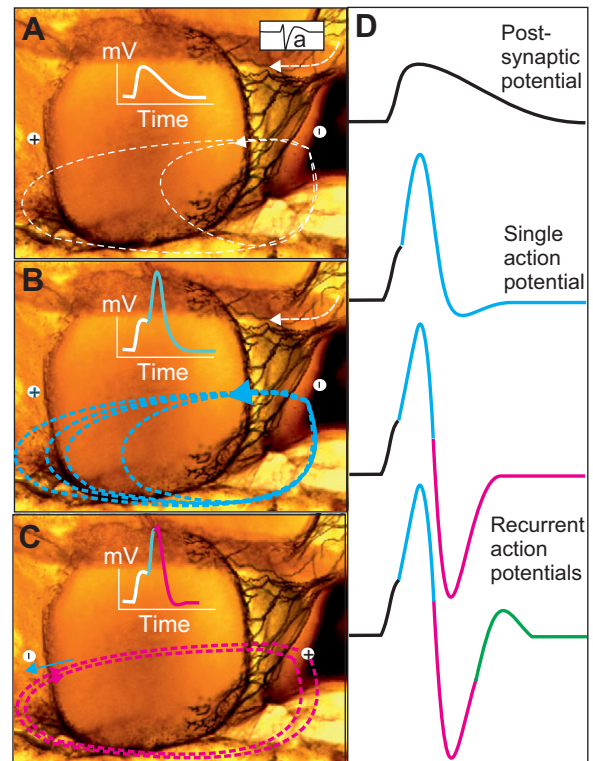 A
mV
a
+
-
Time
B
mV
Time
+
-
C
mV
Time
-
+
D
Post-
synaptic
potential
Single
action
potential
Recurrent
action
potentials